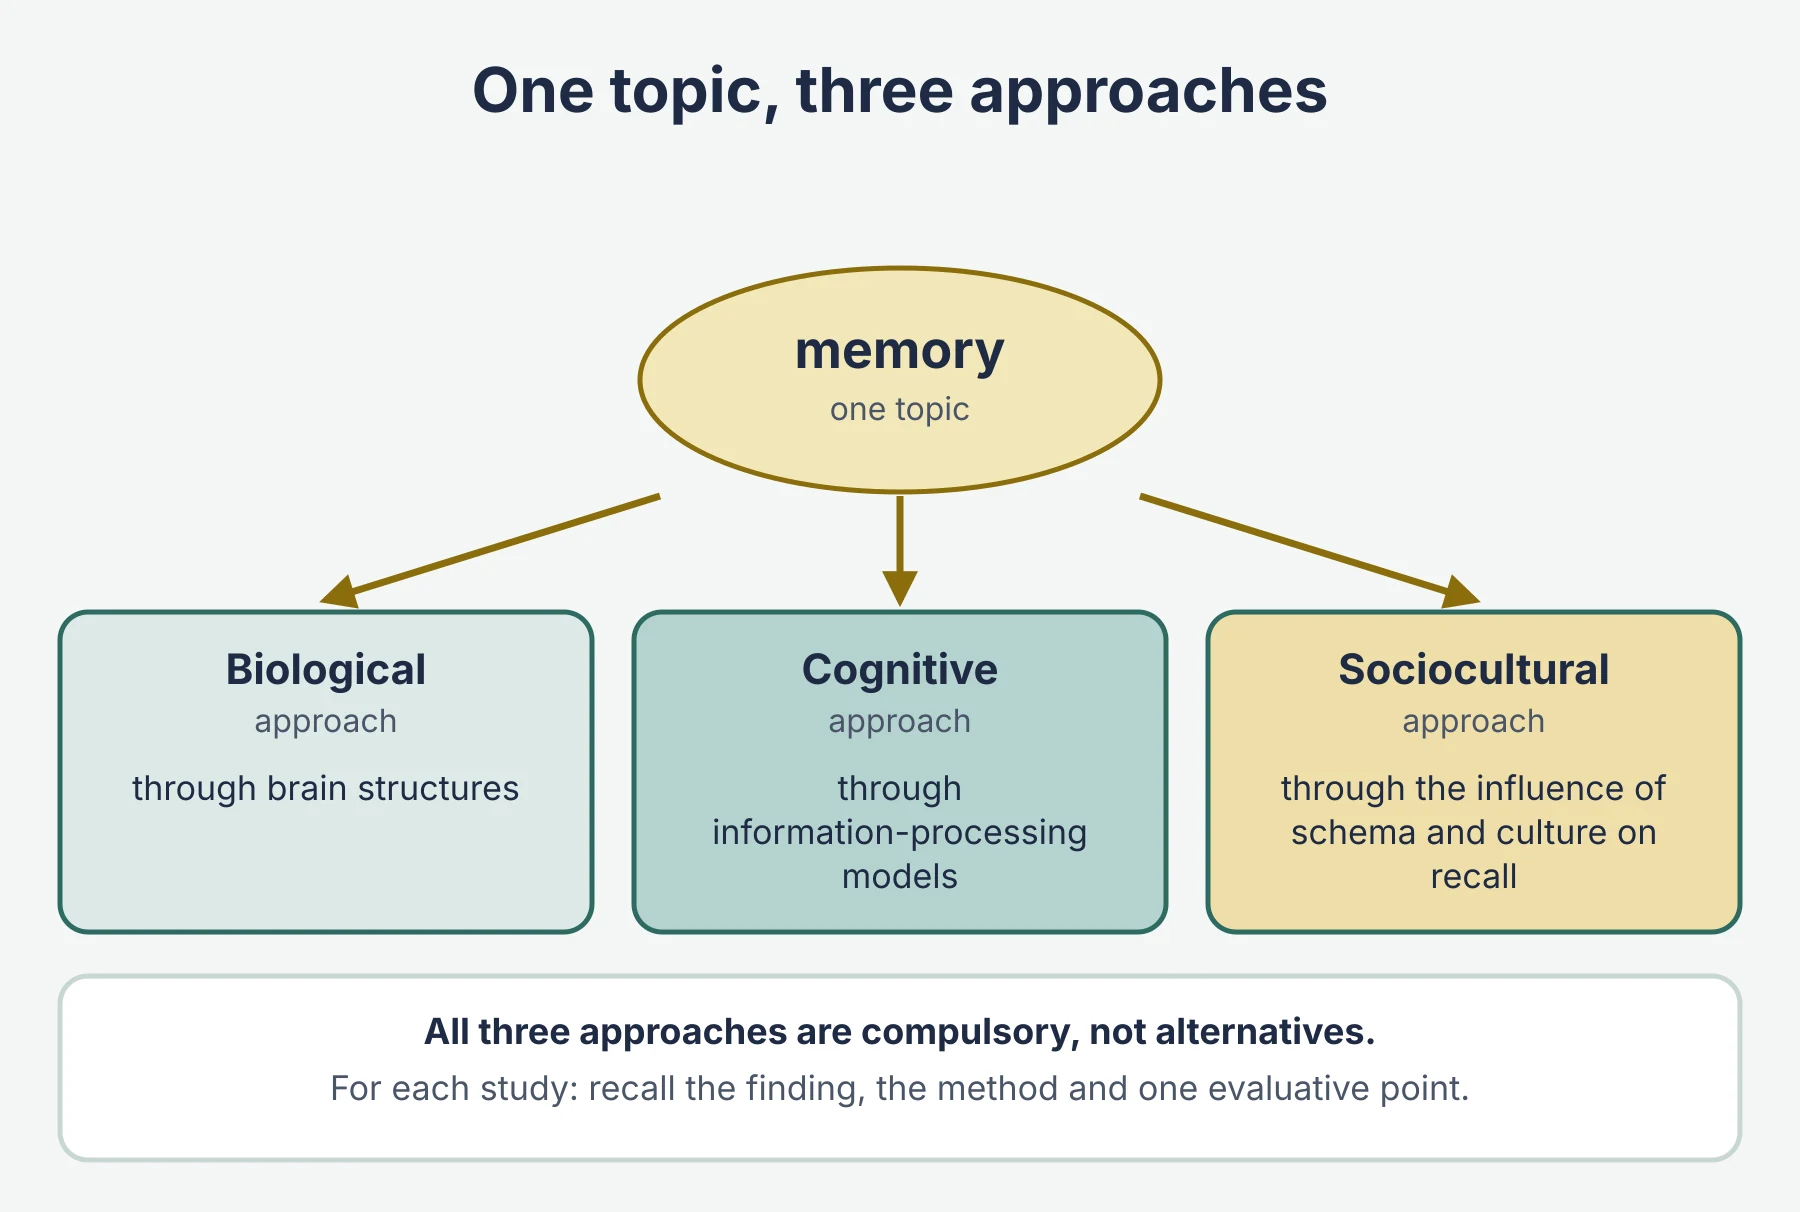 One topic, three approaches
memory
one topic
Biological
approach
through brain structures
Cognitive
approach
through
information-processing
models
Sociocultural
approach
through the influence of
schema and culture on
recall
All three approaches are compulsory, not alternatives.
For each study: recall the finding, the method and one evaluative point.